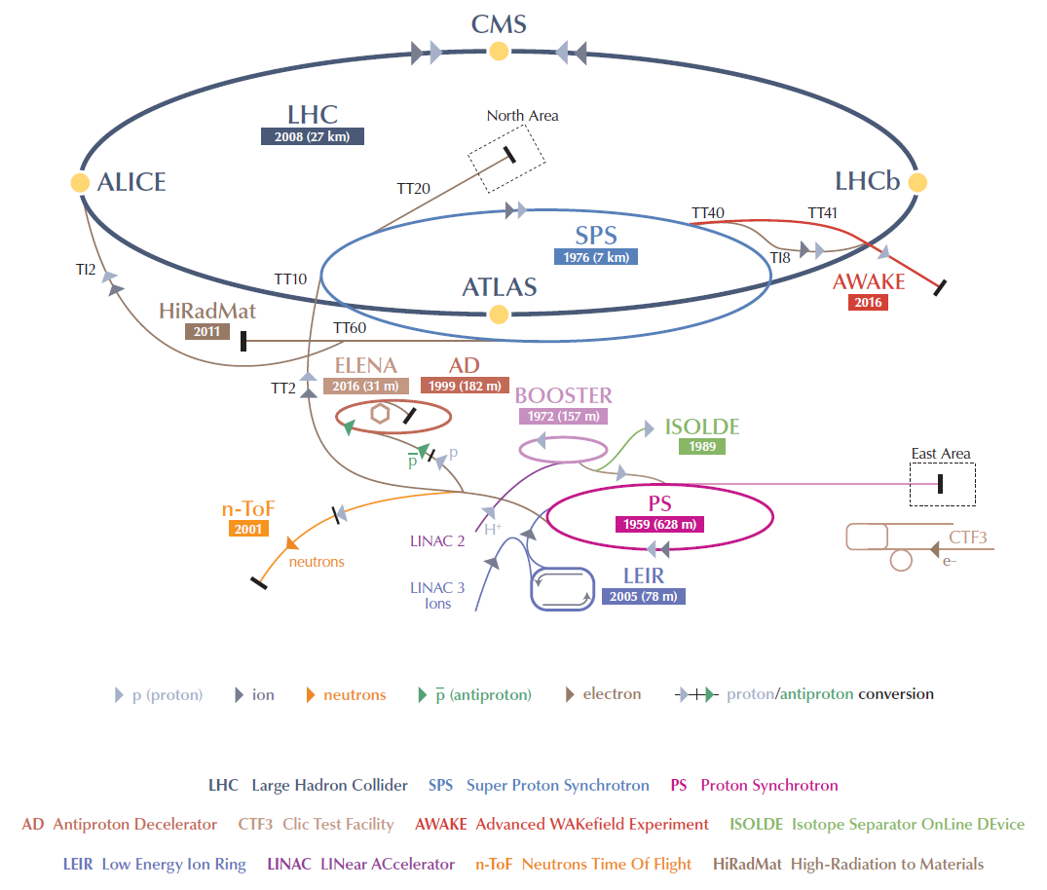 CMS
LHC
2008 (27 km)
North Area
ALICE
LHCb
TT20
TT40
TT41
SPS
1976 (7 km)
TI2
TT10
TI8
ATLAS
AWAKE
2016
HiRadMat
2011
TT60
ELENA
2016 (31 m)
AD
1999 (182 m)
TT2
BOOSTER
1972 (157 m)
ISOLDE
1989
p
p̅
East Area
n-ToF
2001
PS
1959 (628 m)
H⁺
LINAC 2
neutrons
CTF3
e–
LINAC 3
Ions
LEIR
2005 (78 m)
p (proton) ion neutrons p̅ (antiproton) electron proton/antiproton conversion
LHC Large Hadron Collider SPS Super Proton Synchrotron PS Proton Synchrotron
AD Antiproton Decelerator CTF3 Clic Test Facility AWAKE Advanced WAKefield Experiment ISOLDE Isotope Separator OnLine DEvice
LEIR Low Energy Ion Ring LINAC LINear ACcelerator n-ToF Neutrons Time Of Flight HiRadMat High-Radiation to Materials